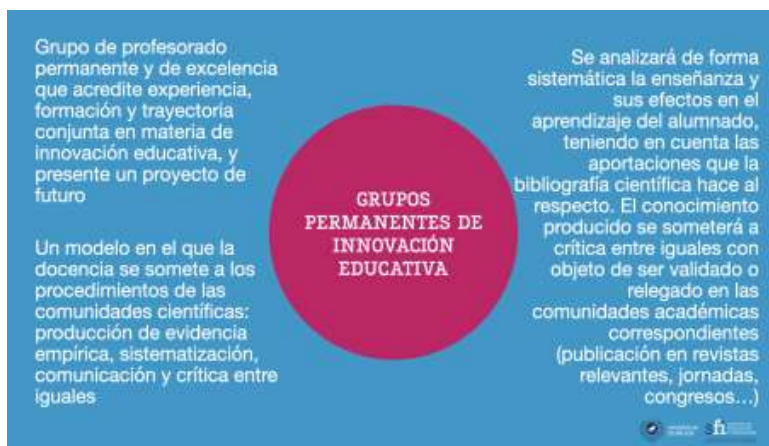 Grupo de profesorado
permanente y de excelencia
que acredite experiencia,
formación y trayectoria
conjunta en materia de
innovación educativa, y
presente un proyecto de
futuro
Un modelo en el que la
docencia se somete a los
procedimientos de las
comunidades científicas:
producción de evidencia
empírica, sistematización,
comunicación y crítica entre
iguales
GRUPOS
PERMANENTES DE
INNOVACIÓN
EDUCATIVA
Se analizará de forma
sistemática la enseñanza y
sus efectos en el
aprendizaje del alumnado,
teniendo en cuenta las
aportaciones que la
bibliografía científica hace al
respecto. El conocimiento
producido se someterá a
crítica entre iguales con
objeto de ser validado o
relegado en las
comunidades académicas
correspondientes
(publicación en revistas
relevantes, jornadas,
congresos...)